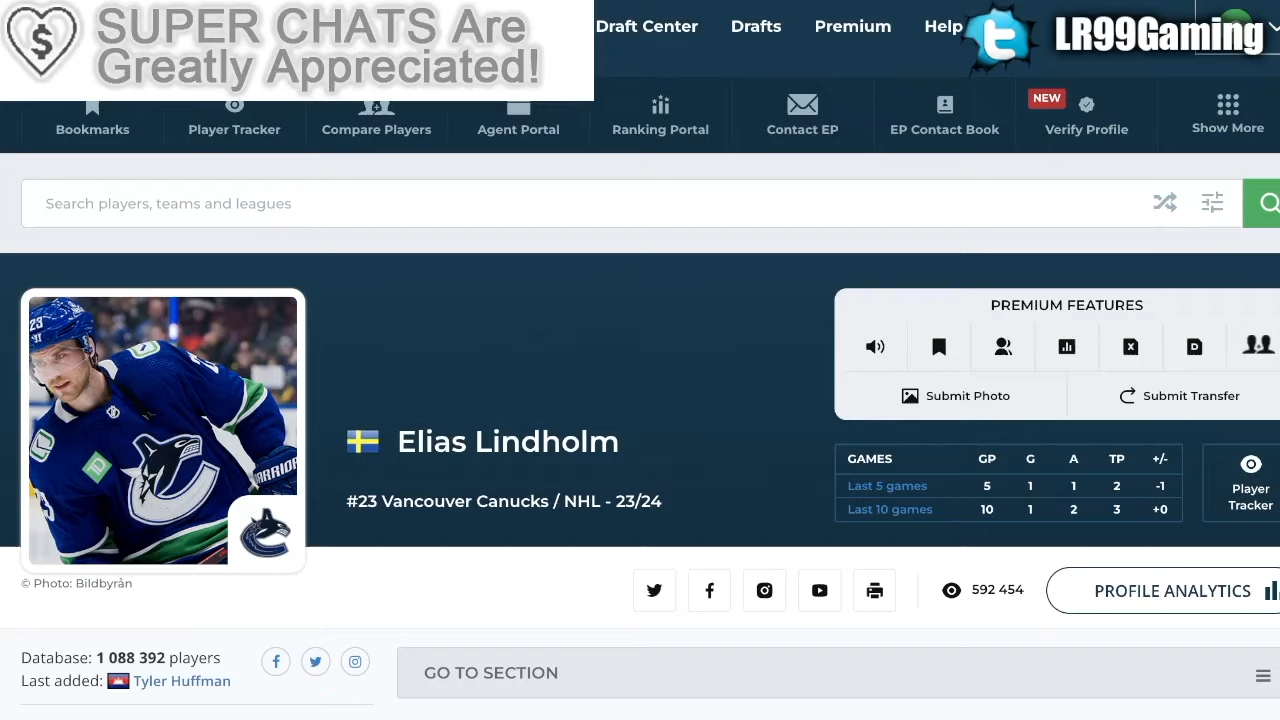 SUPER CHATS Are
Greatly Appreciated!
Draft Center
Drafts
Premium
Help
LR99Gaming
Bookmarks
Player Tracker
Compare Players
Agent Portal
Ranking Portal
Contact EP
EP Contact Book
NEW
Verify Profile
Show More
Search players, teams and leagues
Elias Lindholm
#23 Vancouver Canucks / NHL - 23/24
PREMIUM FEATURES
Submit Photo
Submit Transfer
GAMES GP G A TP +/-
Last 5 games 5 1 1 2 -1
Last 10 games 10 1 2 3 +0
Player
Tracker
23
TD
WARRIOR
© Photo: Bildbyrån
592 454
PROFILE ANALYTICS
Database: 1 088 392 players
Last added: Tyler Huffman
GO TO SECTION